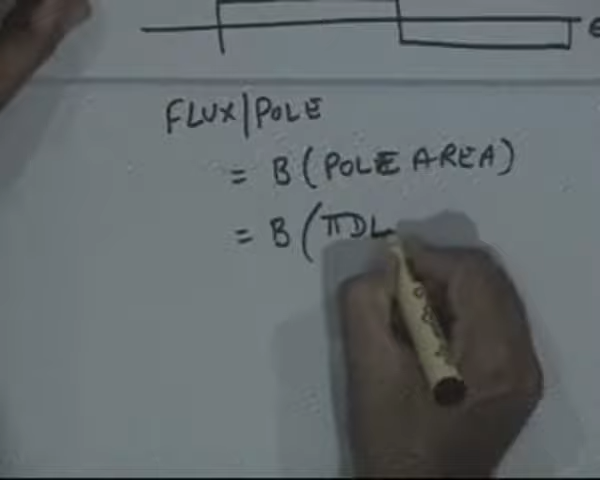 θ
FLUX/POLE
= B (POLE AREA)
= B (πDL